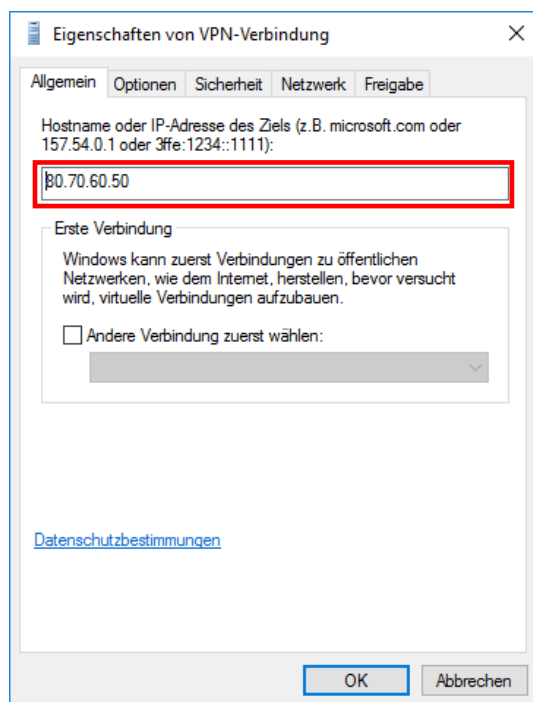 Eigenschaften von VPN-Verbindung
Allgemein Optionen Sicherheit Netzwerk Freigabe
Hostname oder IP-Adresse des Ziels (z.B. microsoft.com oder
157.54.0.1 oder 3ffe:1234::1111):
80.70.60.50
Erste Verbindung
Windows kann zuerst Verbindungen zu öffentlichen
Netzwerken, wie dem Internet, herstellen, bevor versucht
wird, virtuelle Verbindungen aufzubauen.
Andere Verbindung zuerst wählen:
Datenschutzbestimmungen
OK Abbrechen